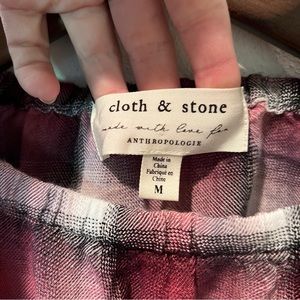 cloth & stone
made with love for
ANTHROPOLOGIE
Made in
China
Fabriqué en
Chine
M